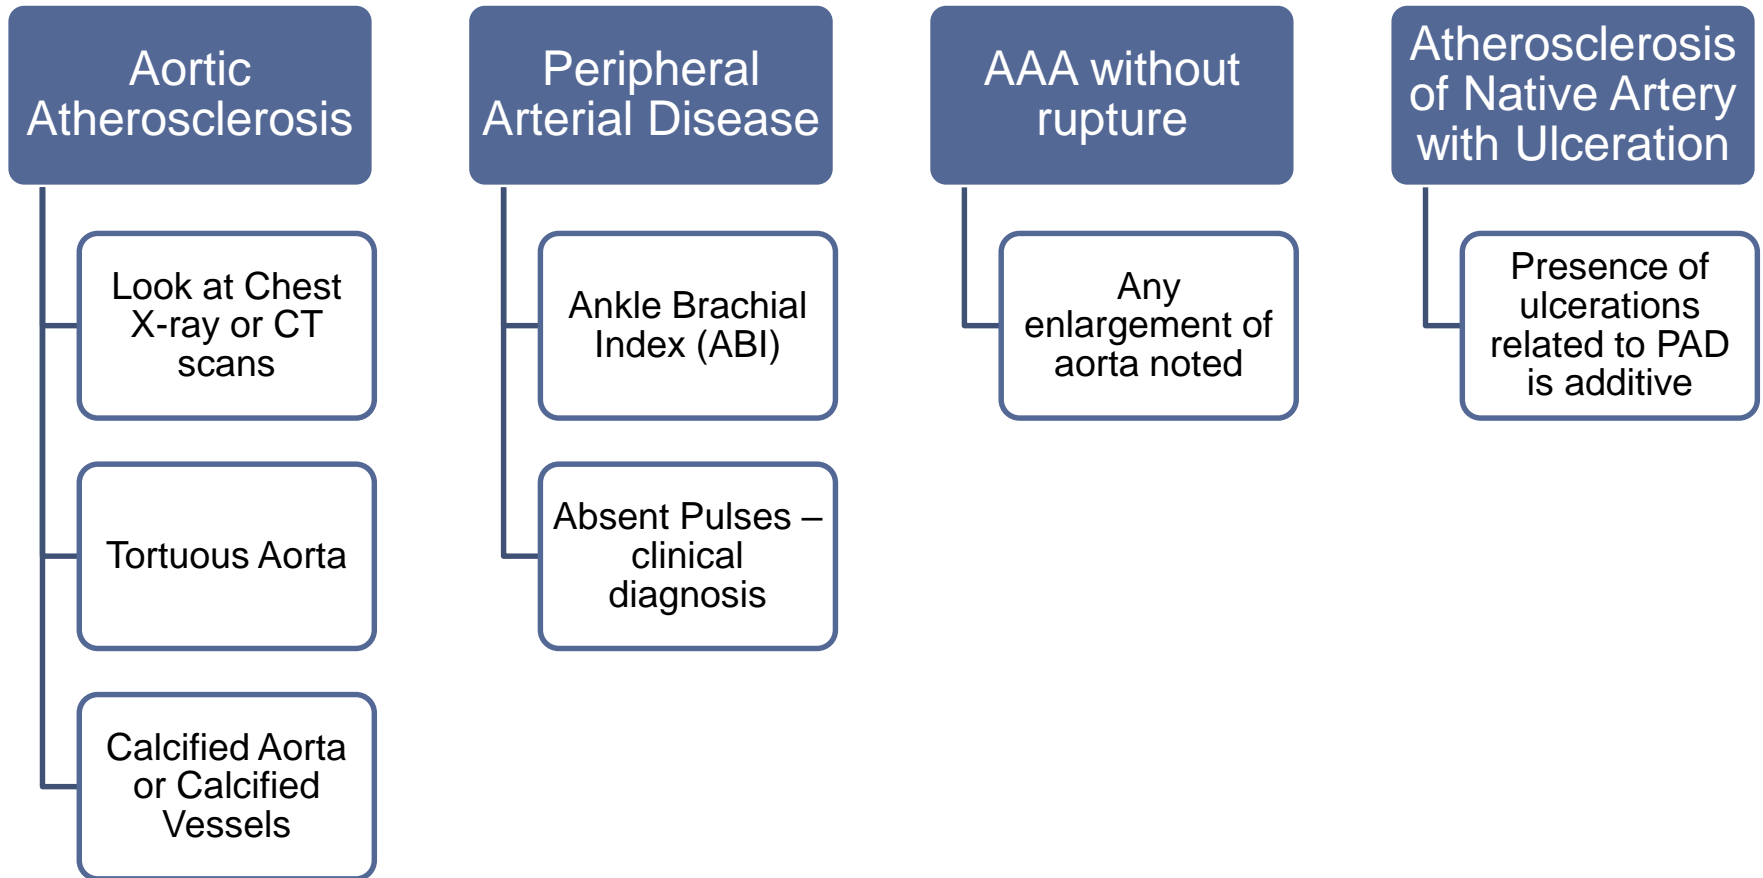 Aortic
Atherosclerosis
Look at Chest
X-ray or CT
scans
Tortuous Aorta
Calcified Aorta
or Calcified
Vessels
Peripheral
Arterial Disease
Ankle Brachial
Index (ABI)
Absent Pulses –
clinical
diagnosis
AAA without
rupture
Any
enlargement of
aorta noted
Atherosclerosis
of Native Artery
with Ulceration
Presence of
ulcerations
related to PAD
is additive